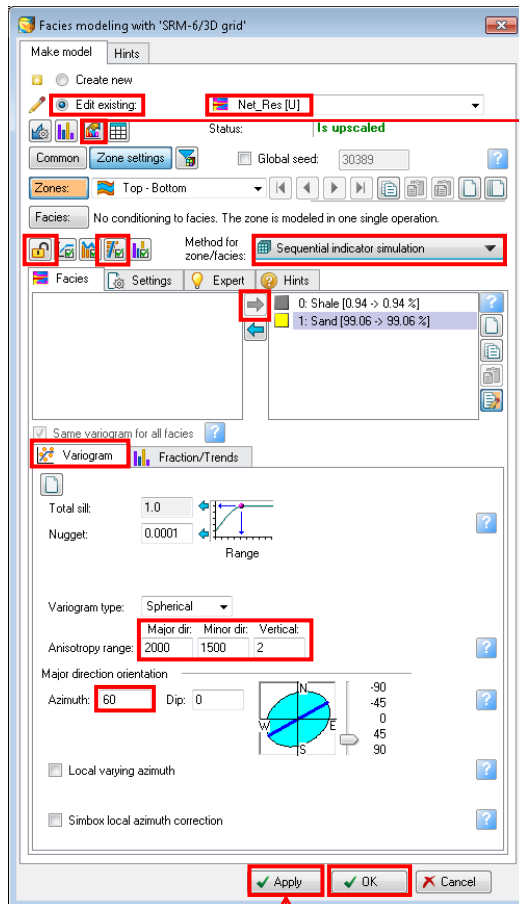 Facies modeling with 'SRM-6/3D grid'
Make model Hints
Create new
Edit existing: Net_Res [U]
Status: Is upscaled
Common Zone settings Global seed: 30389 ?
Zones: Top - Bottom
Facies: No conditioning to facies. The zone is modeled in one single operation.
Method for zone/facies: Sequential indicator simulation
Facies Settings Expert Hints
0: Shale [0.94 -> 0.94 %] ?
1: Sand [99.06 -> 99.06 %]
Same variogram for all facies ?
Variogram Fraction/Trends
Total sill: 1.0
Nugget: 0.0001 ?
Range
Variogram type: Spherical
Major dir: Minor dir: Vertical:
Anisotropy range: 2000 1500 2 ?
Major direction orientation
Azimuth: 60 Dip: 0 N W E S -90 -45 0 45 90 ?
Local varying azimuth ?
Simbox local azimuth correction ?
Apply OK Cancel